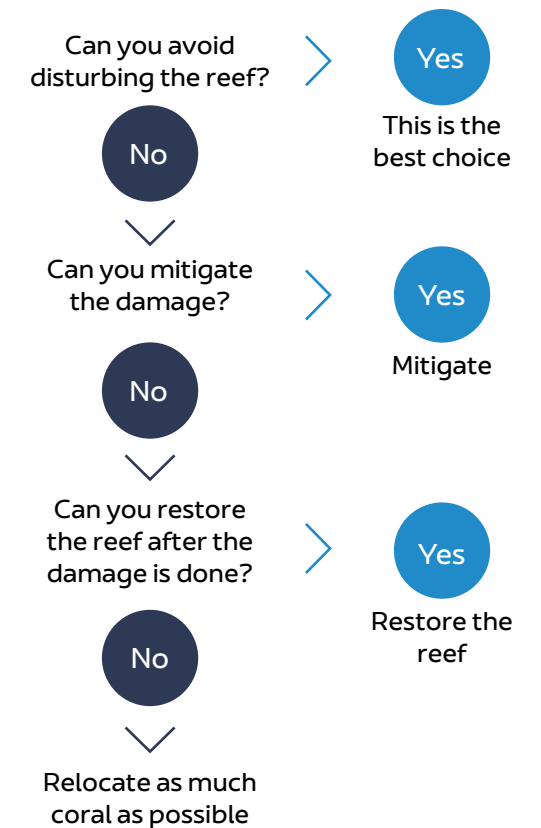 Can you avoid
disturbing the reef?
Yes
This is the
best choice
No
Can you mitigate
the damage?
Yes
Mitigate
No
Can you restore
the reef after the
damage is done?
Yes
Restore the
reef
No
Relocate as much
coral as possible